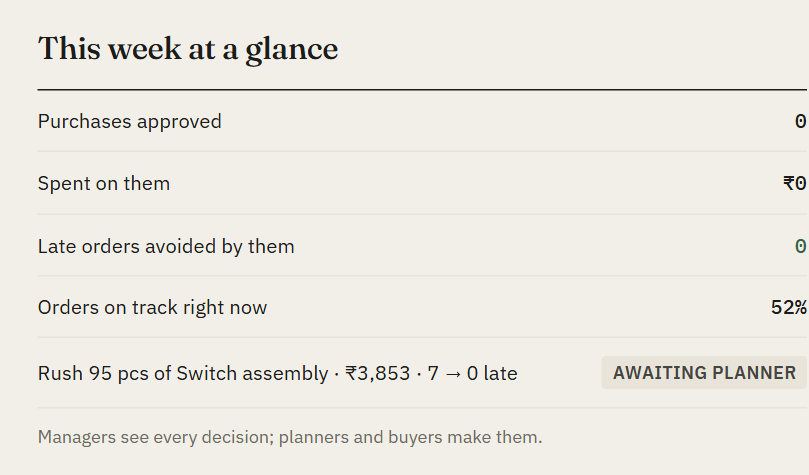 This week at a glance
Purchases approved 0
Spent on them ₹0
Late orders avoided by them 0
Orders on track right now 52%
Rush 95 pcs of Switch assembly · ₹3,853 · 7 → 0 late AWAITING PLANNER
Managers see every decision; planners and buyers make them.